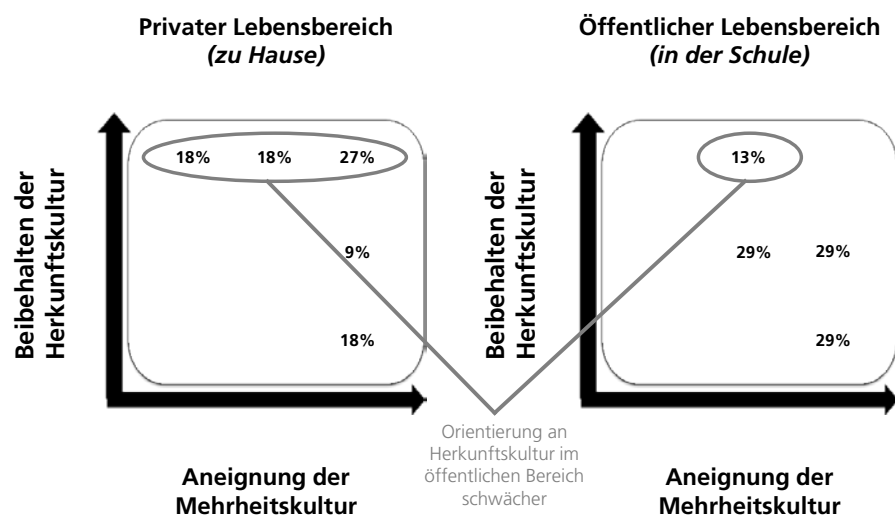 Privater Lebensbereich
(zu Hause)
Öffentlicher Lebensbereich
(in der Schule)
Beibehalten der
Herkunftskultur
18% 18% 27%
9%
18%
Beibehalten der
Herkunftskultur
13%
29% 29%
29%
Orientierung an
Herkunftskultur im
öffentlichen Bereich
schwächer
Aneignung der
Mehrheitskultur
Aneignung der
Mehrheitskultur